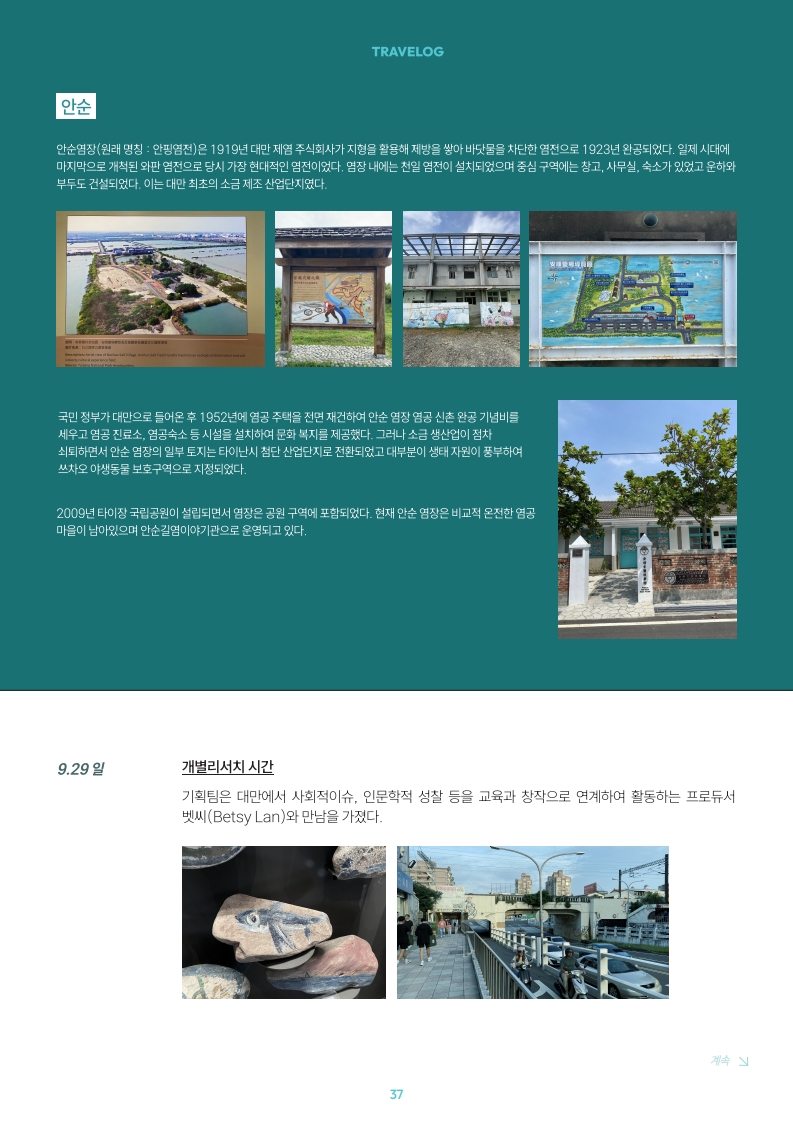 TRAVELOG
안순
안순염장(원래 명칭 : 안핑염전)은 1919년 대만 제염 주식회사가 지형을 활용해 제방을 쌓아 바닷물을 차단한 염전으로 1923년 완공되었다. 일제 시대에
마지막으로 개척된 와판 염전으로 당시 가장 현대적인 염전이었다. 염장 내에는 천일 염전이 설치되었으며 중심 구역에는 창고, 사무실, 숙소가 있었고 운하와
부두도 건설되었다. 이는 대만 최초의 소금 제조 산업단지였다.
국민 정부가 대만으로 들어온 후 1952년에 염공 주택을 전면 재건하여 안순 염장 염공 신촌 완공 기념비를
세우고 염공 진료소, 염공숙소 등 시설을 설치하여 문화 복지를 제공했다. 그러나 소금 생산업이 점차
쇠퇴하면서 안순 염장의 일부 토지는 타이난시 첨단 산업단지로 전환되었고 대부분이 생태 자원이 풍부하여
쓰차오 야생동물 보호구역으로 지정되었다.
2009년 타이장 국립공원이 설립되면서 염장은 공원 구역에 포함되었다. 현재 안순 염장은 비교적 온전한 염공
마을이 남아있으며 안순길염이야기관으로 운영되고 있다.
9.29 일
개별리서치 시간
기획팀은 대만에서 사회적이슈, 인문학적 성찰 등을 교육과 창작으로 연계하여 활동하는 프로듀서
벳씨(Betsy Lan)와 만남을 가졌다.
계속
37